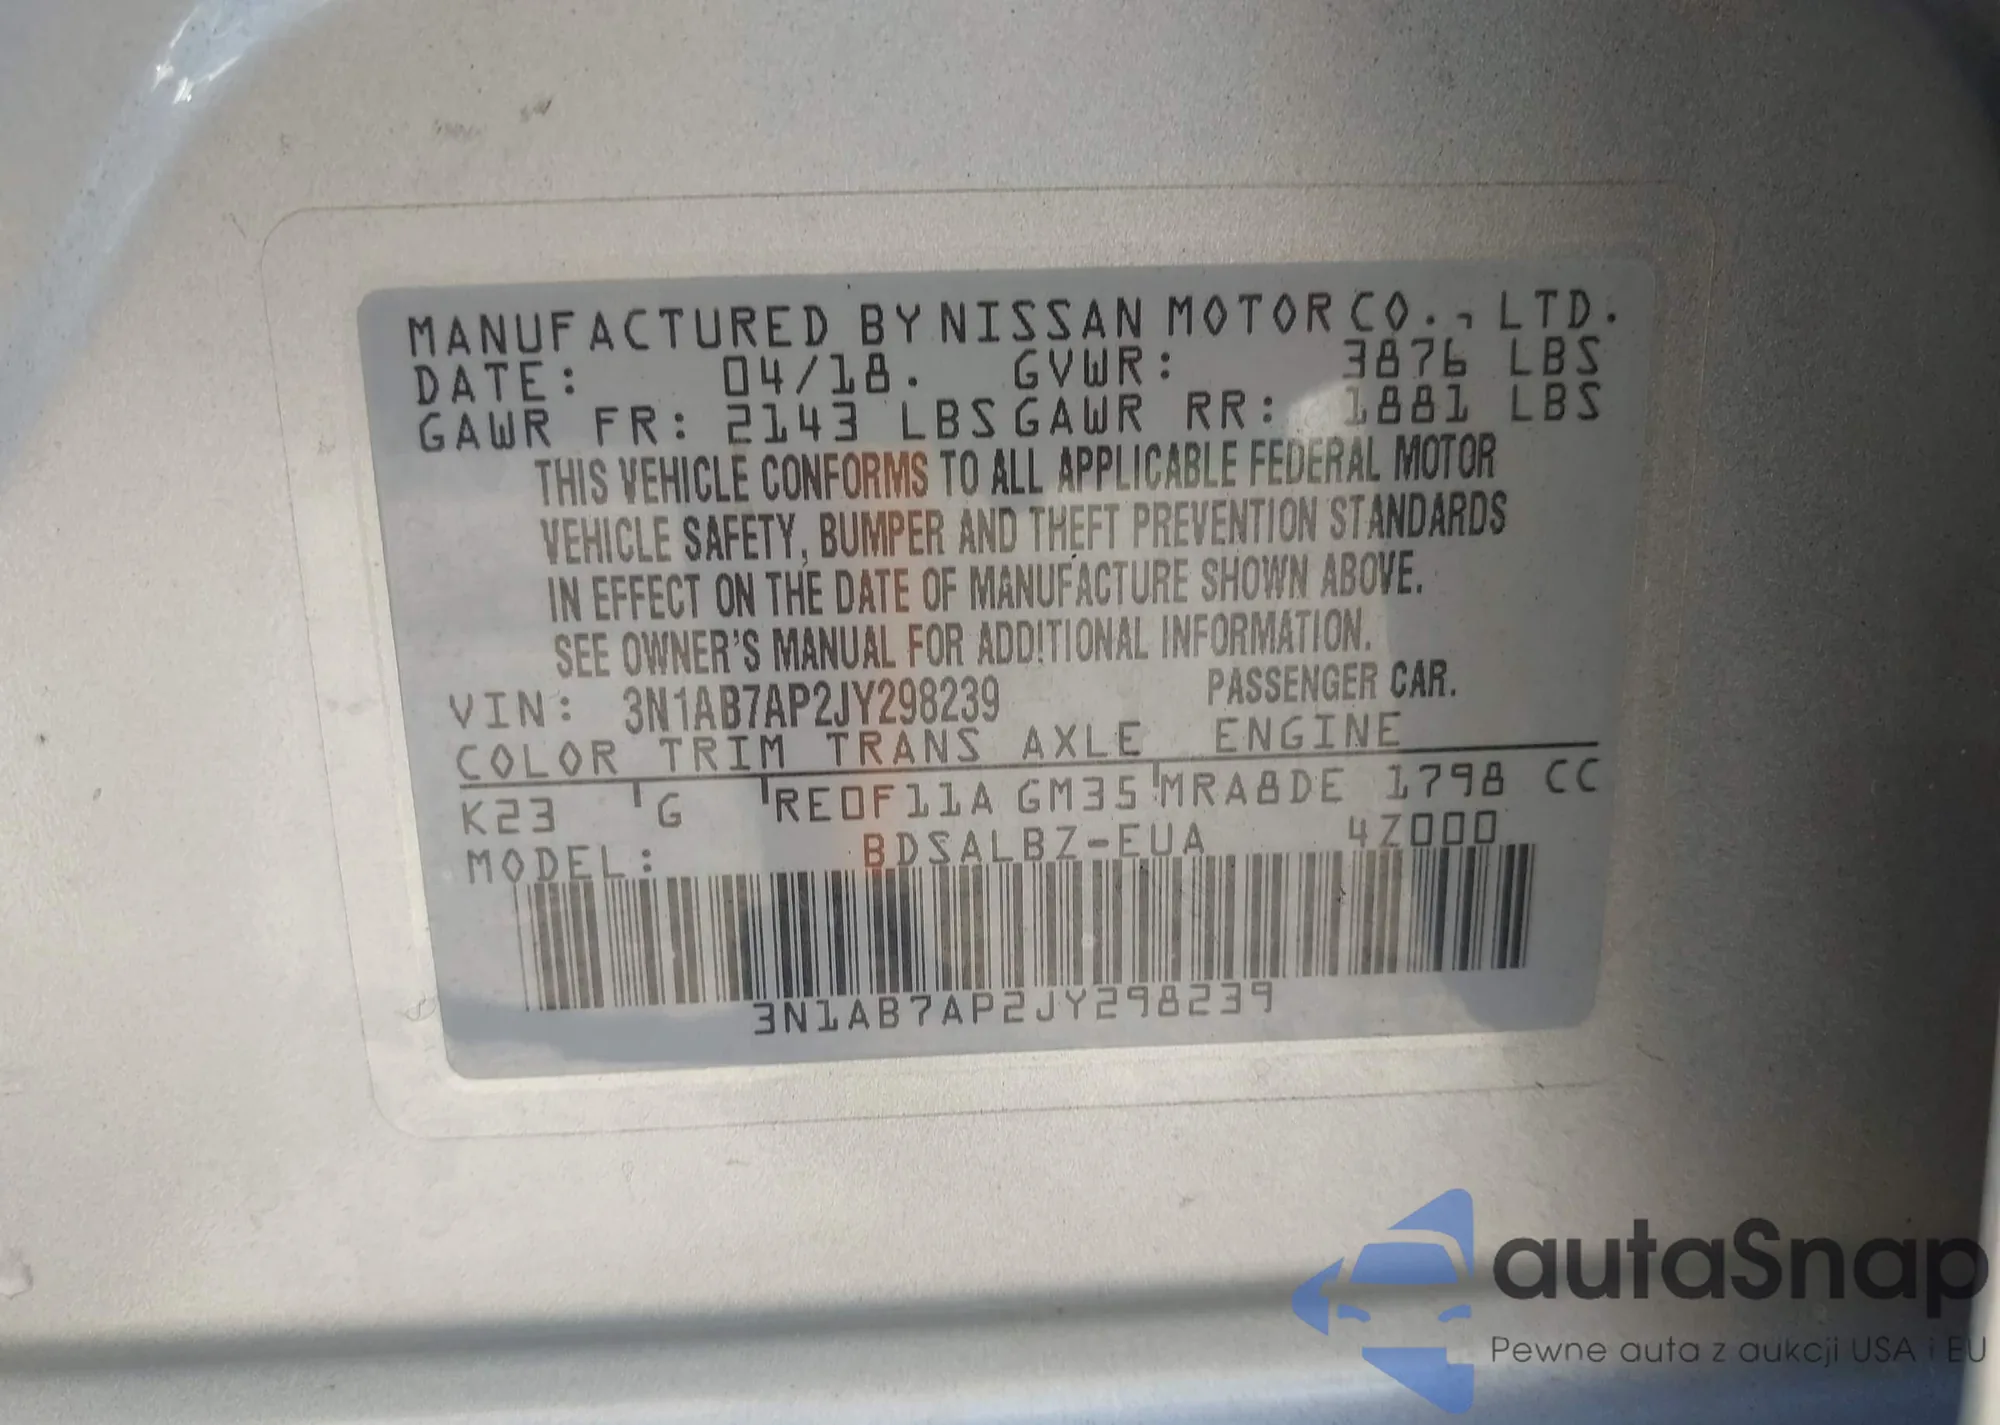 MANUFACTURED BY NISSAN MOTOR CO., LTD.
DATE: 04/18. GVWR: 3876 LBS
GAWR FR: 2143 LBS GAWR RR: 1881 LBS
THIS VEHICLE CONFORMS TO ALL APPLICABLE FEDERAL MOTOR
VEHICLE SAFETY, BUMPER AND THEFT PREVENTION STANDARDS
IN EFFECT ON THE DATE OF MANUFACTURE SHOWN ABOVE.
SEE OWNER'S MANUAL FOR ADDITIONAL INFORMATION.
VIN: 3N1AB7AP2JY298239 PASSENGER CAR.
COLOR TRIM TRANS AXLE ENGINE
K23 G RE0F11A GM35 MRA8DE 1798 CC
MODEL: BDSALBZ-EUA 4Z000
3N1AB7AP2JY298239
autaSnap
Pewne auta z aukcji USA i EU